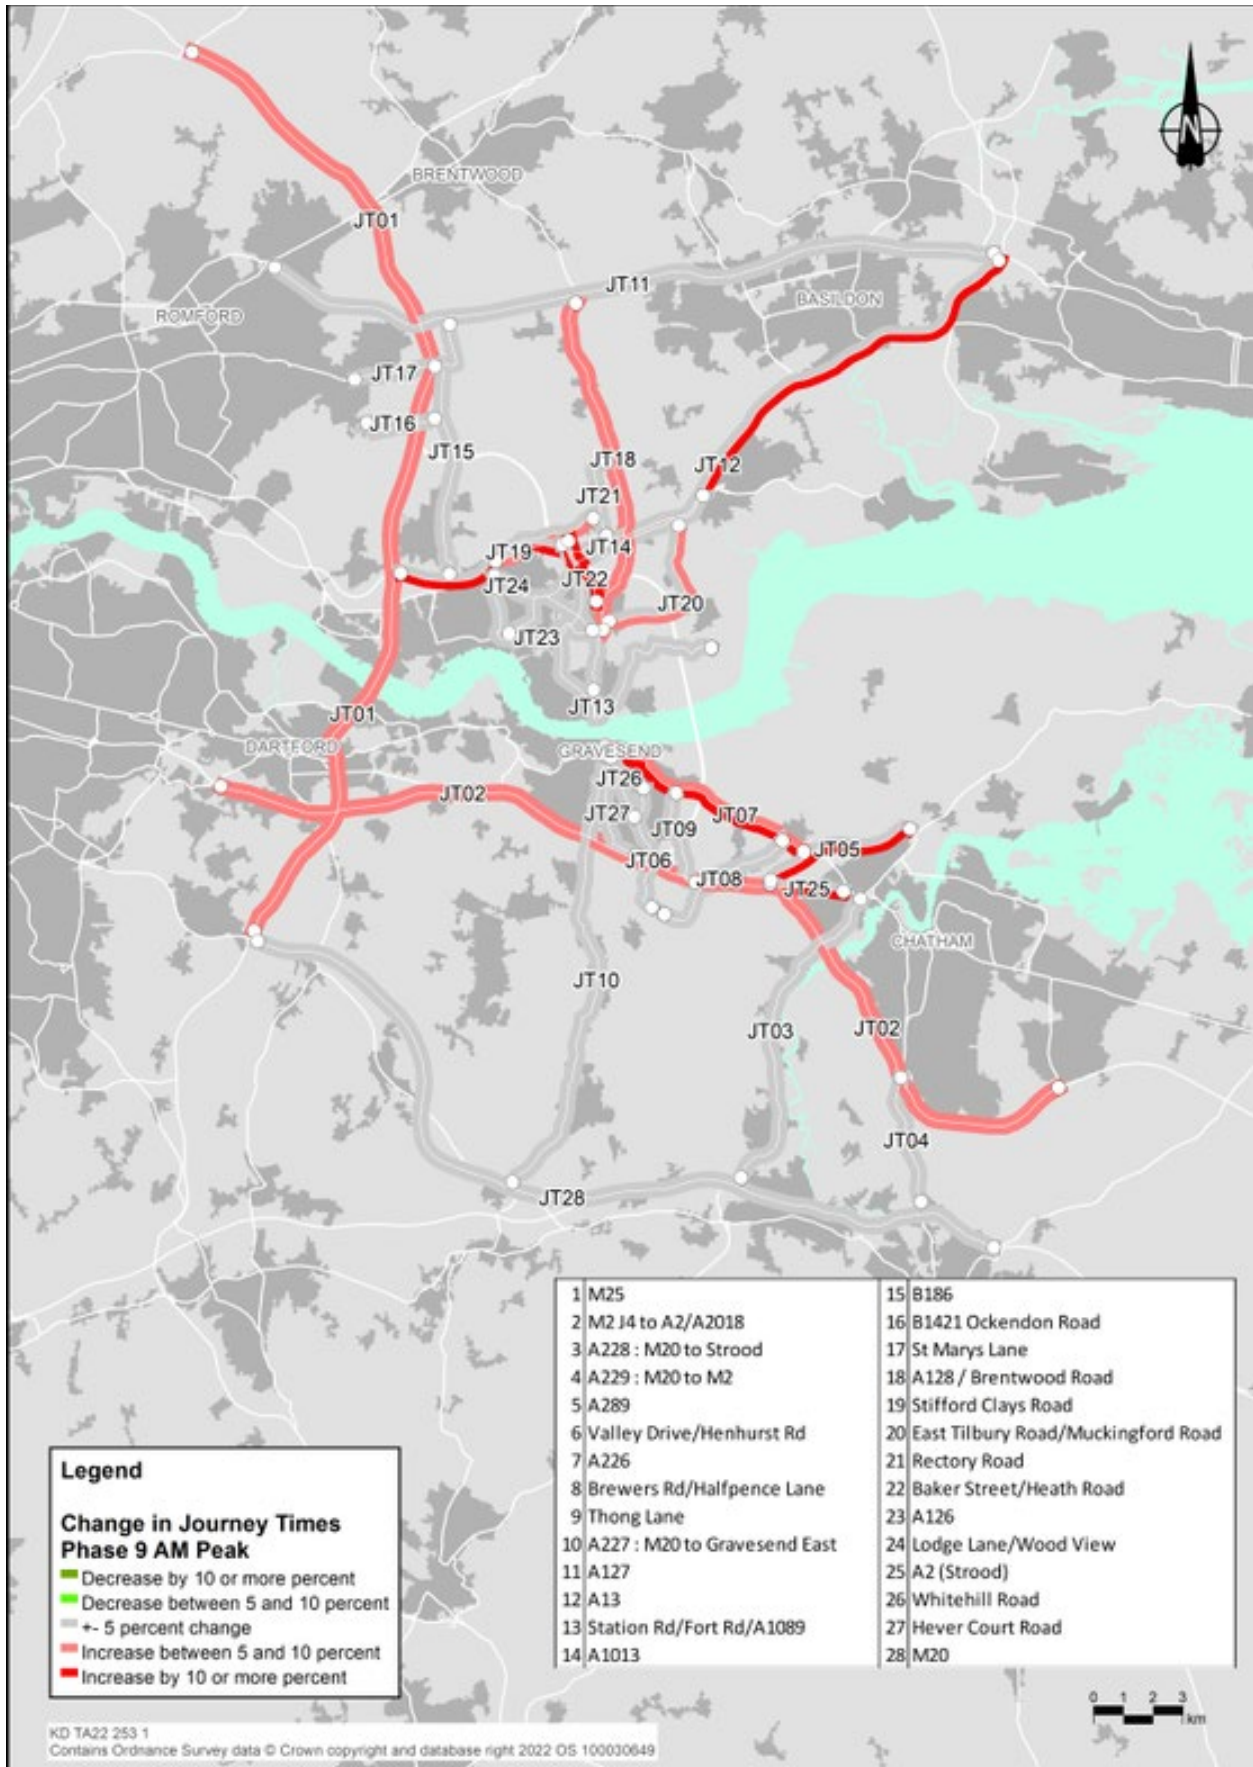 N
BRENTWOOD
JT01
JT11
BASILDON
ROMFORD
JT17
JT16
JT15
JT18
JT12
JT21
JT14
JT19
JT24
JT22
JT20
JT23
JT13
JT01
DARTFORD
GRAVESEND
JT02
JT26
JT27
JT09
JT07
JT06
JT08
JT05
JT25
CHATHAM
JT10
JT03
JT02
JT04
JT28
1 M25
2 M2 J4 to A2/A2018
3 A228 : M20 to Strood
4 A229 : M20 to M2
5 A289
6 Valley Drive/Henhurst Rd
7 A226
8 Brewers Rd/Halfpence Lane
9 Thong Lane
10 A227 : M20 to Gravesend East
11 A127
12 A13
13 Station Rd/Fort Rd/A1089
14 A1013
15 B186
16 B1421 Ockendon Road
17 St Marys Lane
18 A128 / Brentwood Road
19 Stifford Clays Road
20 East Tilbury Road/Muckingford Road
21 Rectory Road
22 Baker Street/Heath Road
23 A126
24 Lodge Lane/Wood View
25 A2 (Strood)
26 Whitehill Road
27 Hever Court Road
28 M20
Legend
Change in Journey Times
Phase 9 AM Peak
Decrease by 10 or more percent
Decrease between 5 and 10 percent
+- 5 percent change
Increase between 5 and 10 percent
Increase by 10 or more percent
0 1 2 3
km
KD TA22 253 1
Contains Ordnance Survey data © Crown copyright and database right 2022 OS 100030649